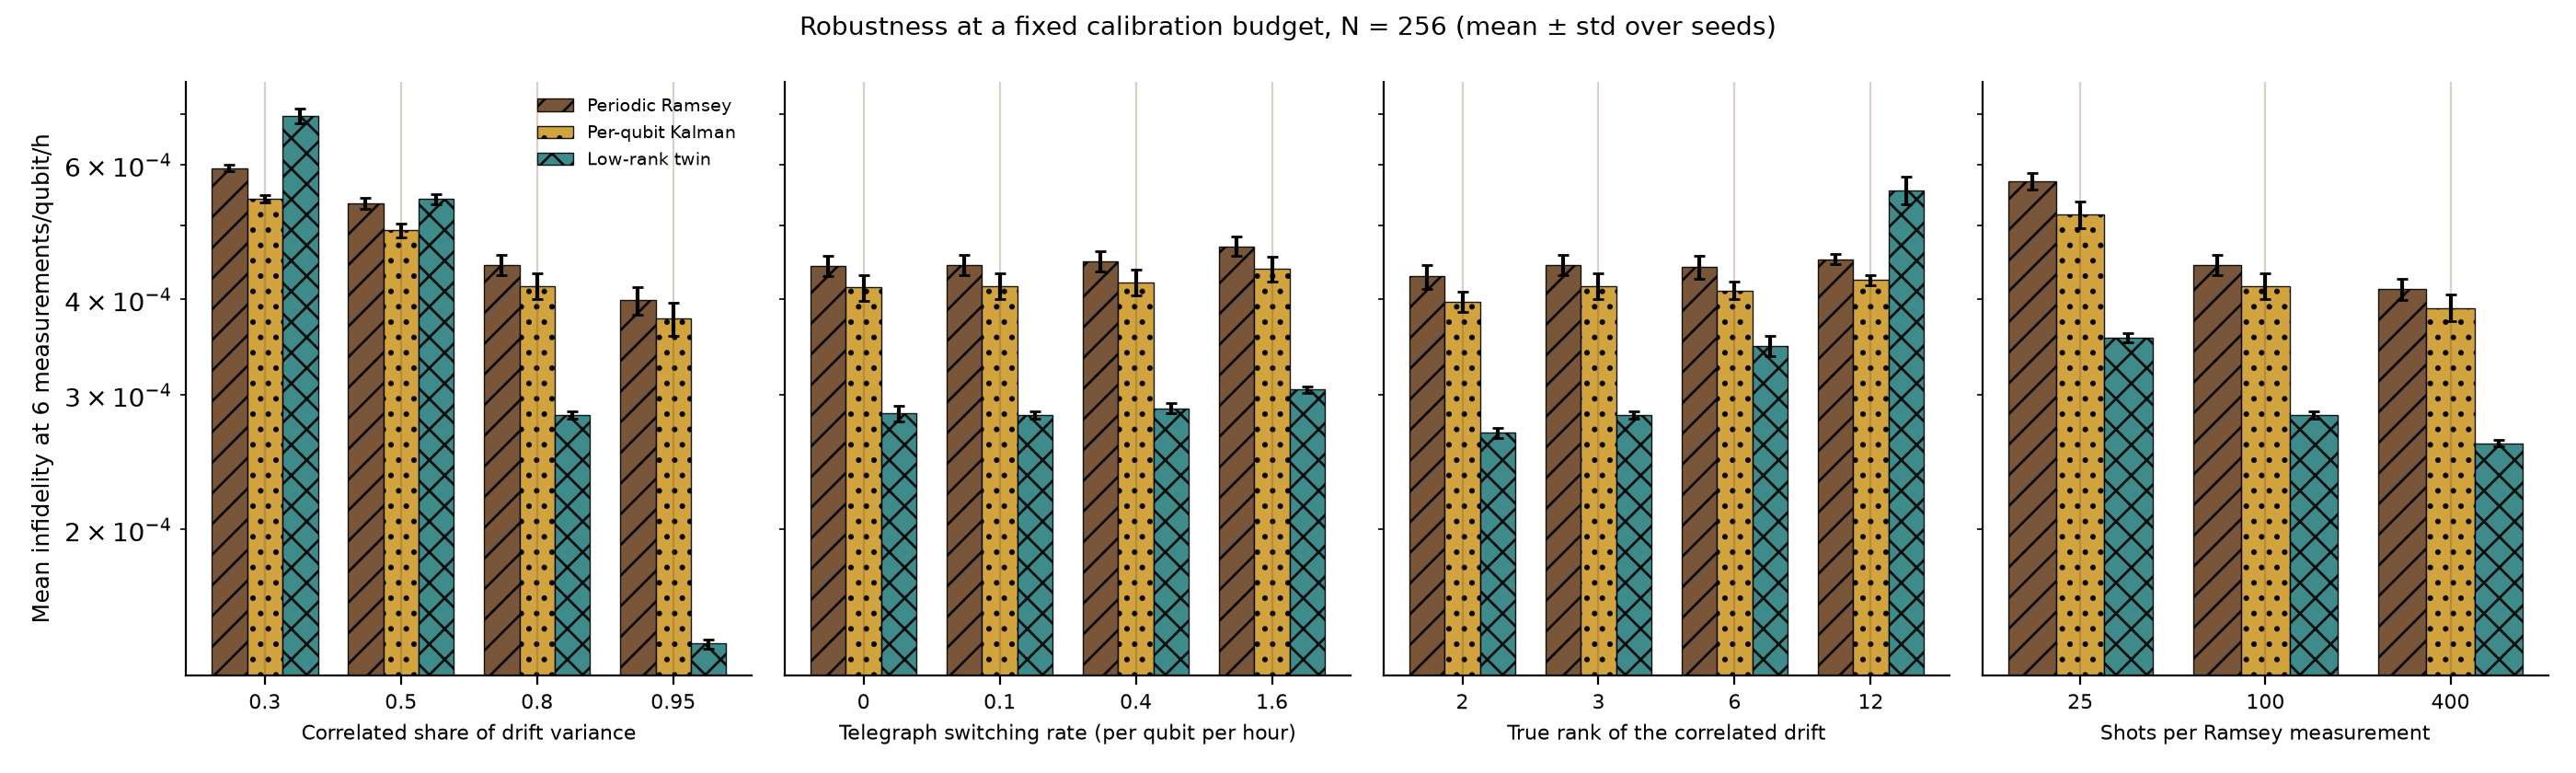 Robustness at a fixed calibration budget, N = 256 (mean ± std over seeds)
Mean infidelity at 6 measurements/qubit/h
6 × 10⁻⁴
4 × 10⁻⁴
3 × 10⁻⁴
2 × 10⁻⁴
Periodic Ramsey
Per-qubit Kalman
Low-rank twin
0.3 0.5 0.8 0.95
Correlated share of drift variance
0 0.1 0.4 1.6
Telegraph switching rate (per qubit per hour)
2 3 6 12
True rank of the correlated drift
25 100 400
Shots per Ramsey measurement